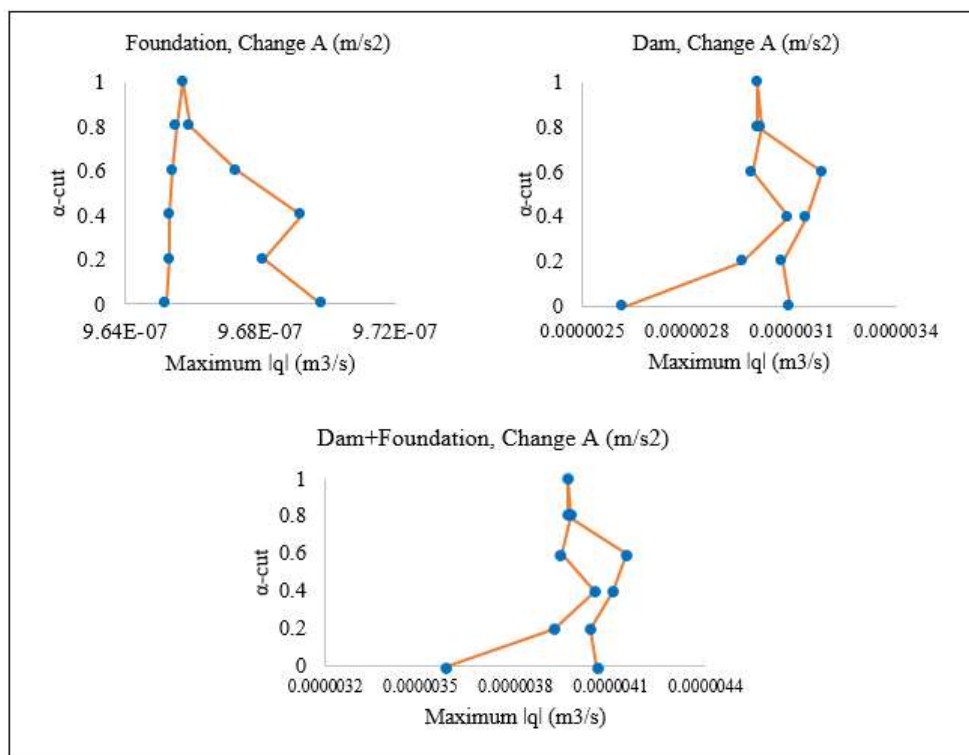 Foundation, Change A (m/s2)
1
0.8
0.6
0.4
0.2
0
α-cut
9.64E-07 9.68E-07 9.72E-07
Maximum |q| (m3/s)
Dam, Change A (m/s2)
1
0.8
0.6
0.4
0.2
0
α-cut
0.0000025 0.0000028 0.0000031 0.0000034
Maximum |q| (m3/s)
Dam+Foundation, Change A (m/s2)
1
0.8
0.6
0.4
0.2
0
α-cut
0.0000032 0.0000035 0.0000038 0.0000041 0.0000044
Maximum |q| (m3/s)